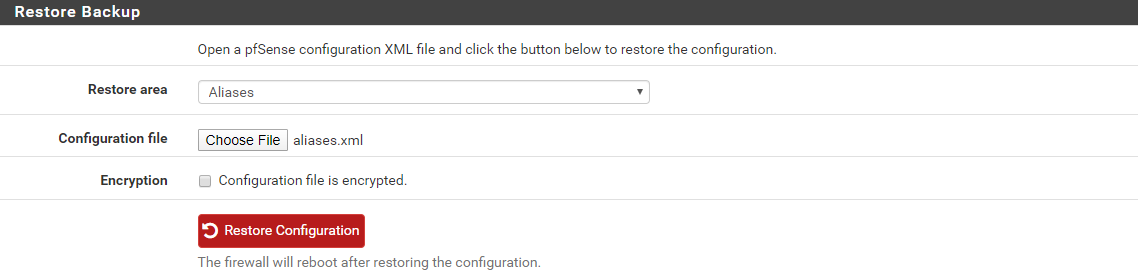 Restore Backup
Open a pfSense configuration XML file and click the button below to restore the configuration.
Restore area
Aliases
Configuration file
Choose File aliases.xml
Encryption
Configuration file is encrypted.
Restore Configuration
The firewall will reboot after restoring the configuration.